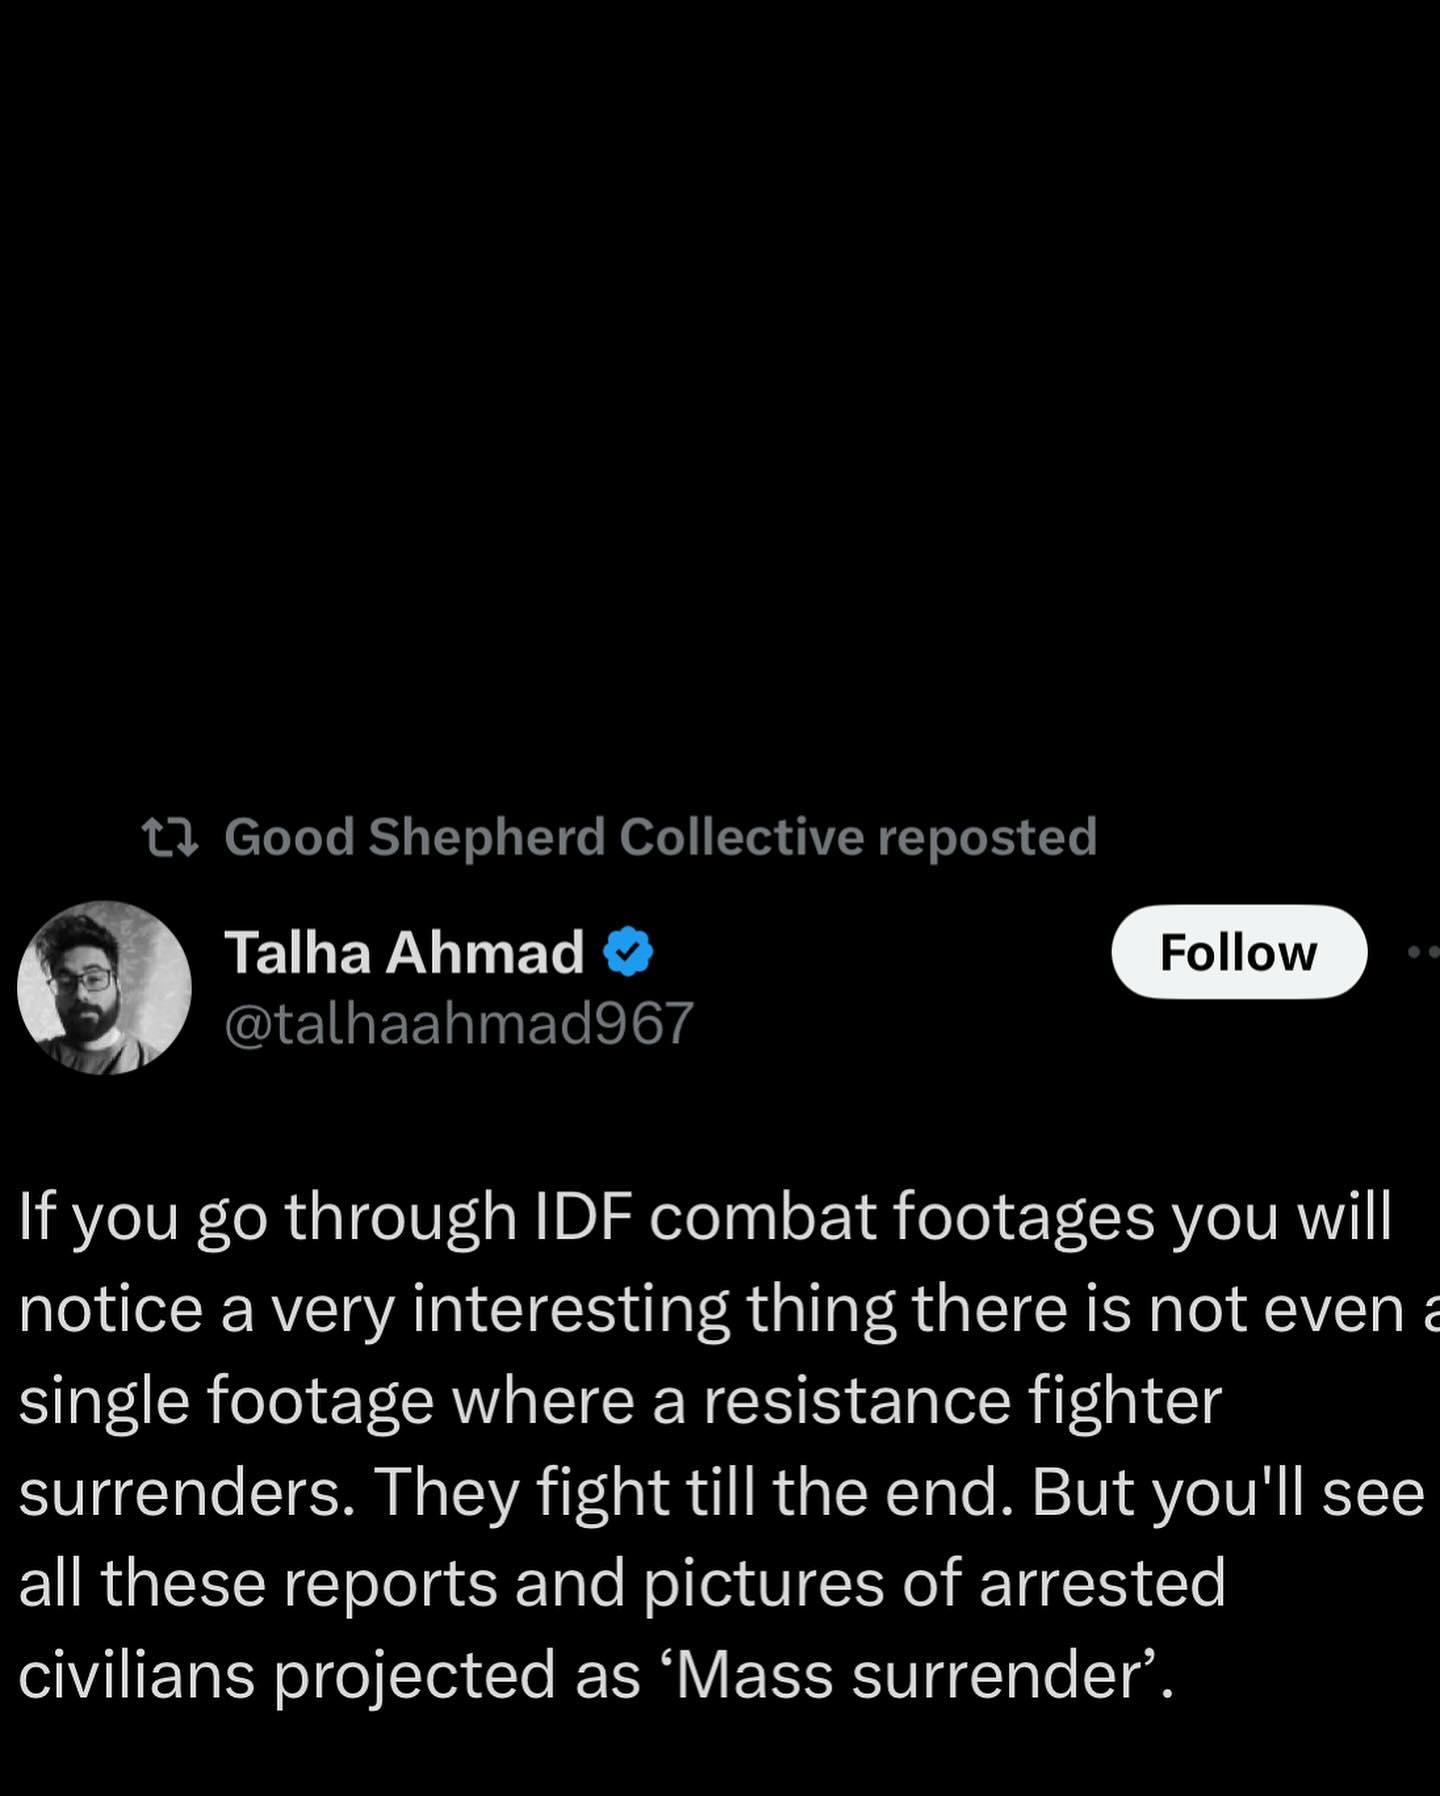 Good Shepherd Collective reposted
Talha Ahmad
Follow
@talhaahmad967
If you go through IDF combat footages you will
notice a very interesting thing there is not even a
single footage where a resistance fighter
surrenders. They fight till the end. But you'll see
all these reports and pictures of arrested
civilians projected as ‘Mass surrender’.